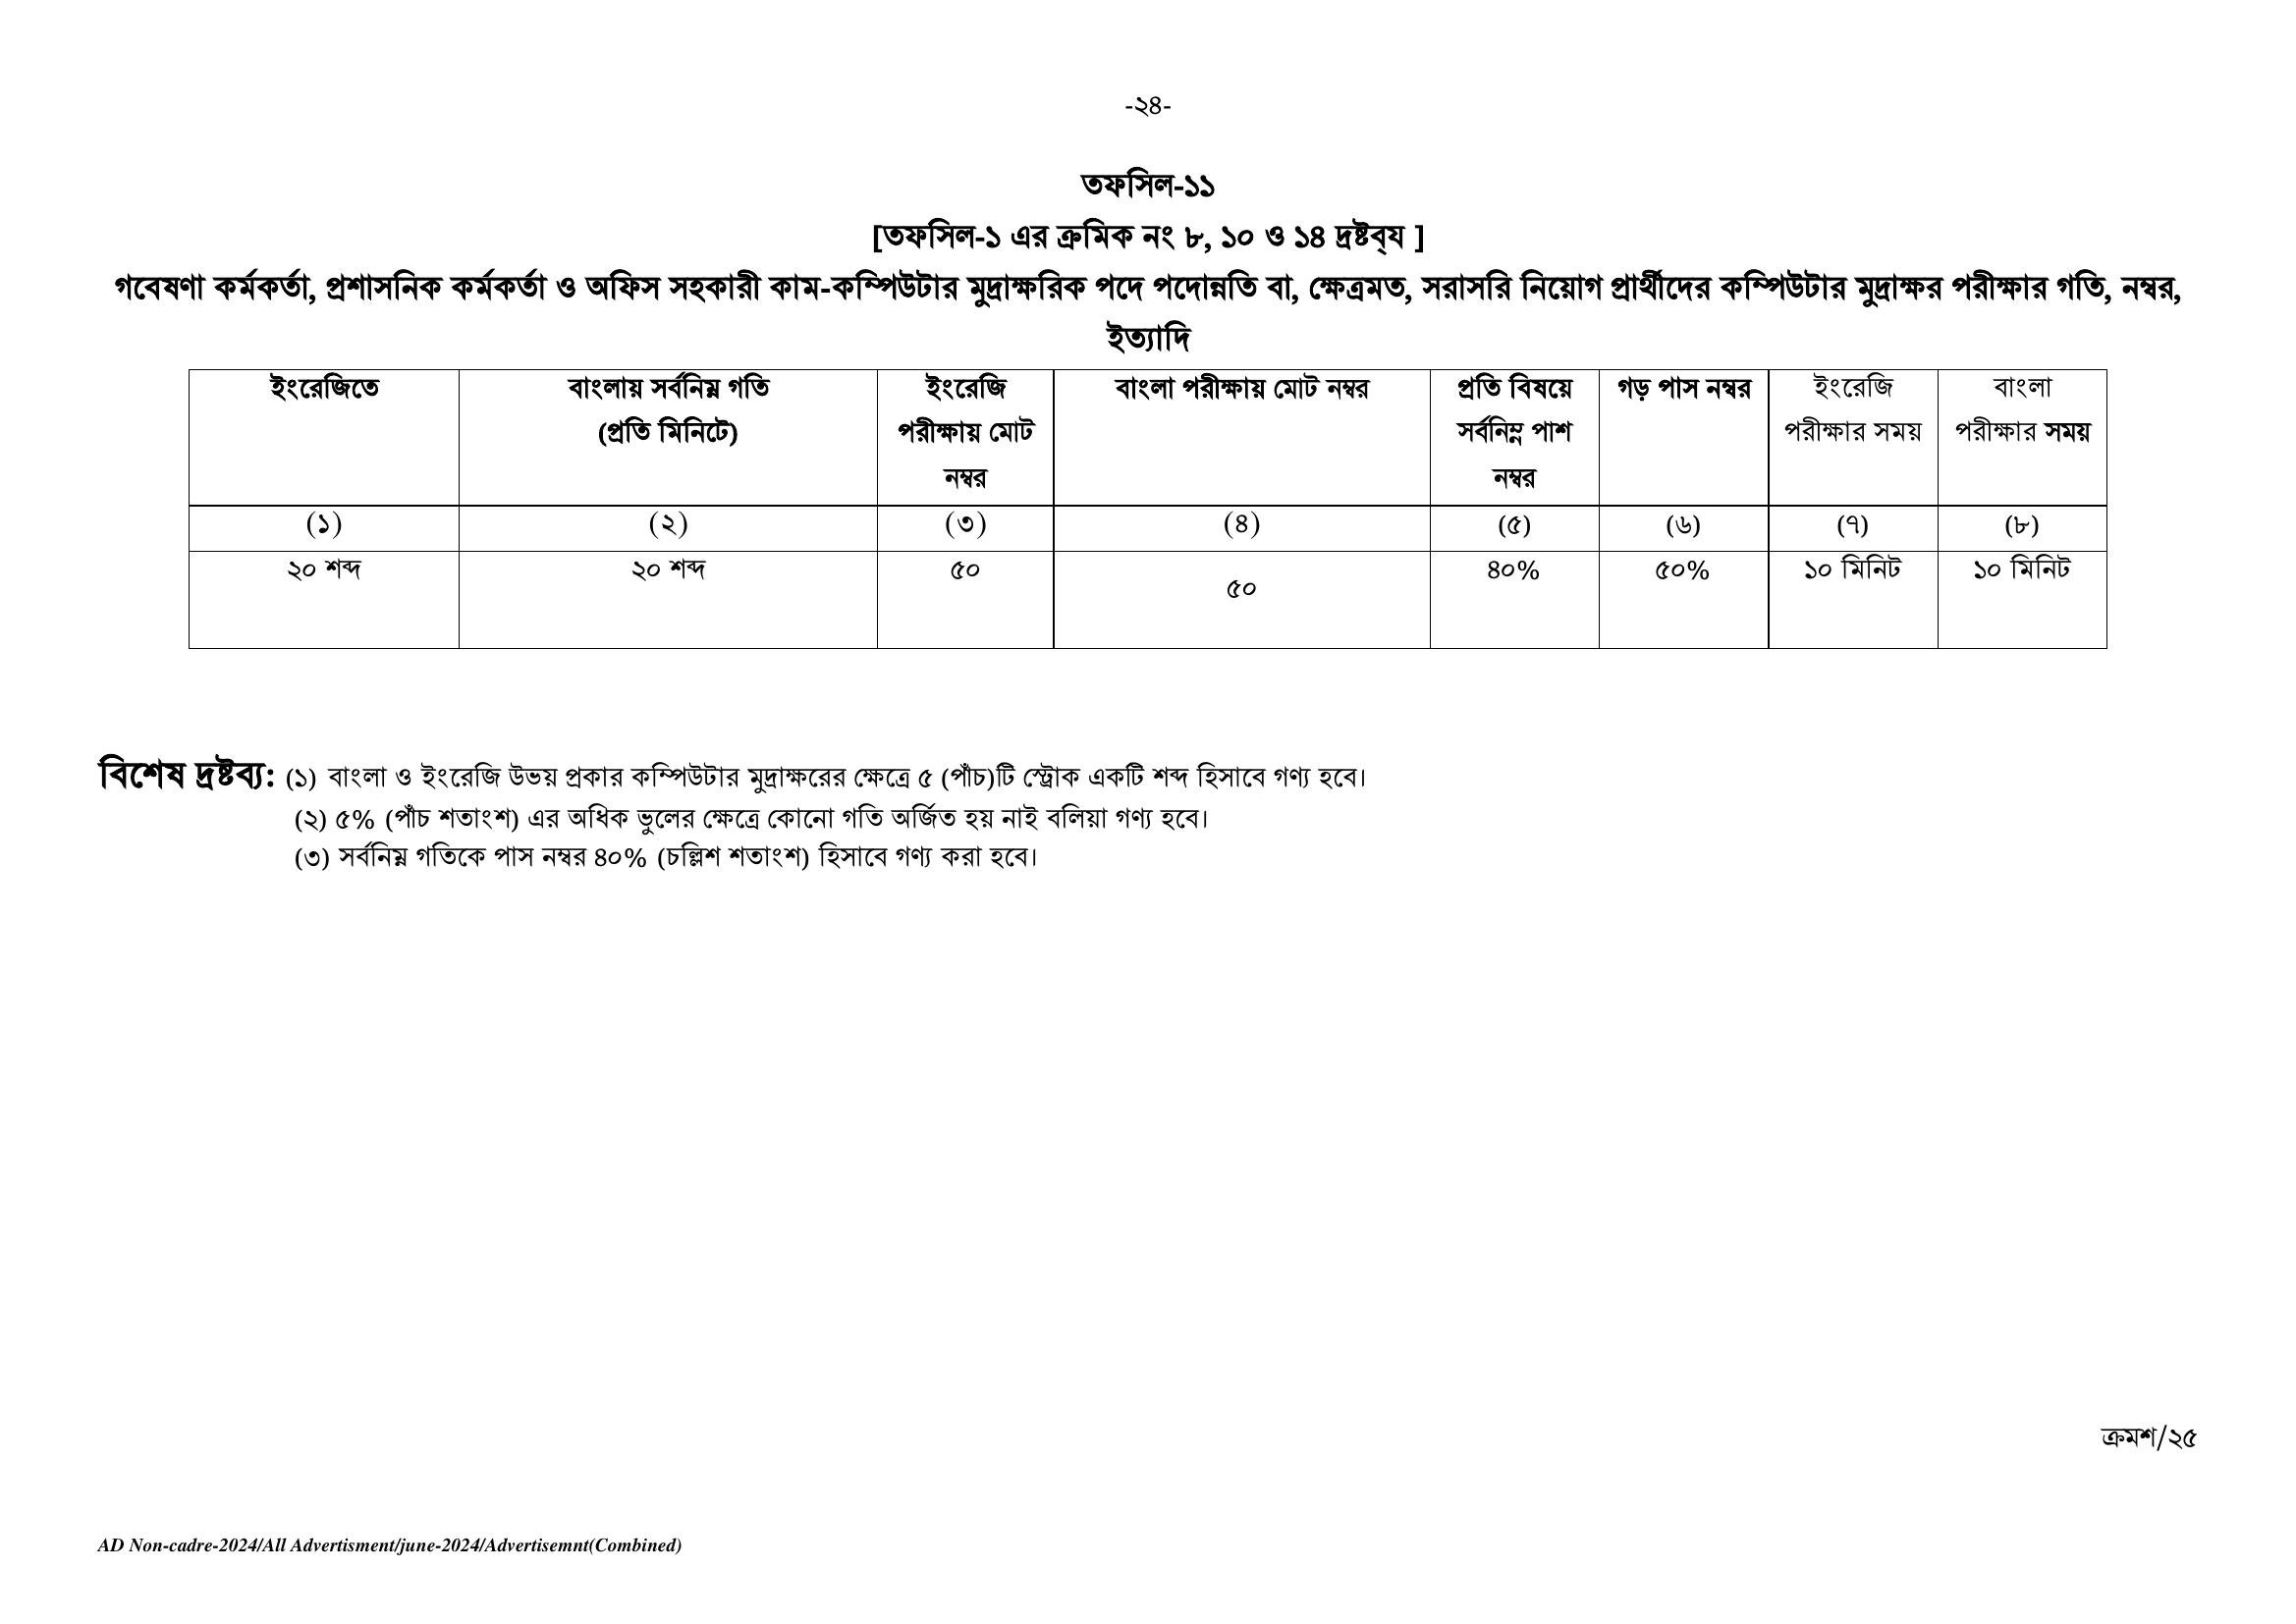 -২৪-
তফসিল-১১
[তফসিল-১ এর ক্রমিক নং ৮, ১০ ও ১৪ দ্রষ্টব্‌য ]
গবেষণা কর্মকর্তা, প্রশাসনিক কর্মকর্তা ও অফিস সহকারী কাম-কম্পিউটার মুদ্রাক্ষরিক পদে পদোন্নতি বা, ক্ষেত্রমত, সরাসরি নিয়োগ প্রার্থীদের কম্পিউটার মুদ্রাক্ষর পরীক্ষার গতি, নম্বর,
ইত্যাদি
ইংরেজিতে বাংলায় সর্বনিম্ন গতি ইংরেজি বাংলা পরীক্ষায় মোট নম্বর প্রতি বিষয়ে গড় পাস নম্বর ইংরেজি বাংলা
(প্রতি মিনিটে) পরীক্ষায় মোট সর্বনিম্ন পাশ পরীক্ষার সময় পরীক্ষার সময়
নম্বর নম্বর
(১) (২) (৩) (৪) (৫) (৬) (৭) (৮)
২০ শব্দ ২০ শব্দ ৫০ ৫০ ৪০% ৫০% ১০ মিনিট ১০ মিনিট
বিশেষ দ্রষ্টব্য: (১) বাংলা ও ইংরেজি উভয় প্রকার কম্পিউটার মুদ্রাক্ষরের ক্ষেত্রে ৫ (পাঁচ)টি স্ট্রোক একটি শব্দ হিসাবে গণ্য হবে।
(২) ৫% (পাঁচ শতাংশ) এর অধিক ভুলের ক্ষেত্রে কোনো গতি অর্জিত হয় নাই বলিয়া গণ্য হবে।
(৩) সর্বনিম্ন গতিকে পাস নম্বর ৪০% (চল্লিশ শতাংশ) হিসাবে গণ্য করা হবে।
ক্রমশ/২৫
AD Non-cadre-2024/All Advertisment/june-2024/Advertisemnt(Combined)